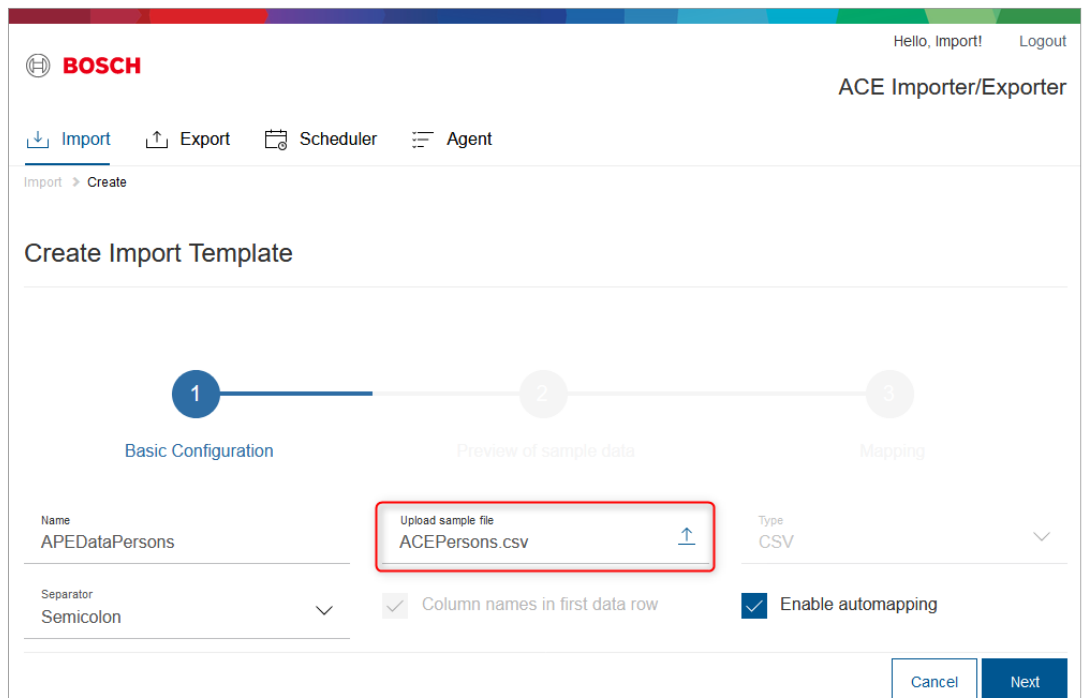 Hello, Import! Logout
BOSCH
ACE Importer/Exporter
Import Export Scheduler Agent
Import > Create
Create Import Template
1 2 3
Basic Configuration Preview of sample data Mapping
Name Upload sample file Type
APEDataPersons ACEPersons.csv CSV
Separator
Semicolon Column names in first data row Enable automapping
Cancel Next